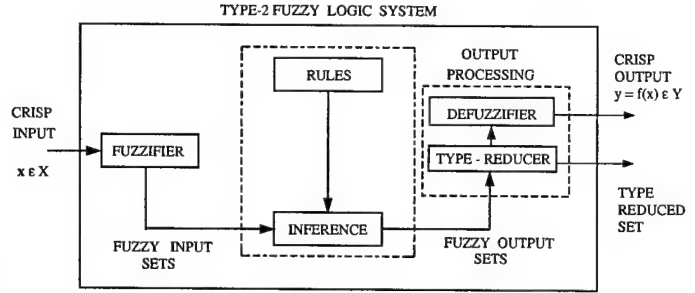 TYPE-2 FUZZY LOGIC SYSTEM
OUTPUT
PROCESSING
RULES
CRISP
OUTPUT
y = f(x) ε Y
DEFUZZIFIER
CRISP
INPUT
x ε X
FUZZIFIER
TYPE - REDUCER
TYPE
REDUCED
SET
INFERENCE
FUZZY INPUT
SETS
FUZZY OUTPUT
SETS